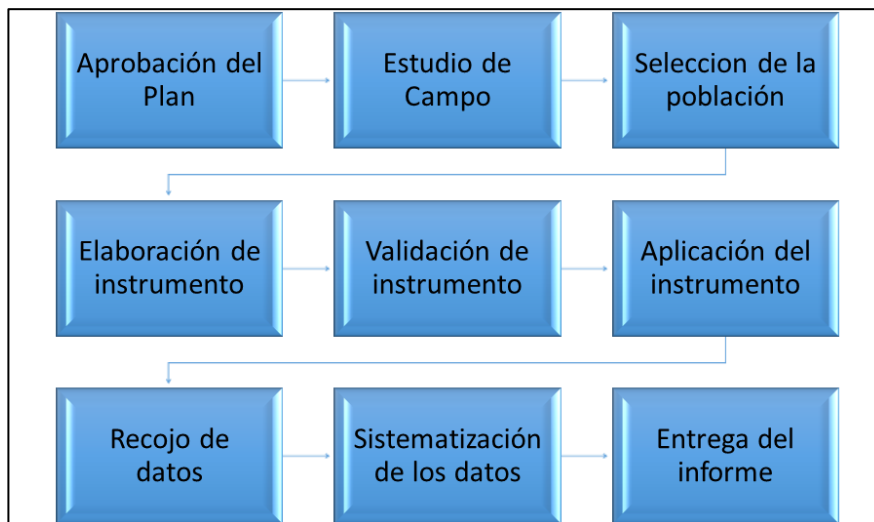 Aprobación del
Plan
Estudio de
Campo
Seleccion de la
población
Elaboración de
instrumento
Validación de
instrumento
Aplicación del
instrumento
Recojo de
datos
Sistematización
de los datos
Entrega del
informe